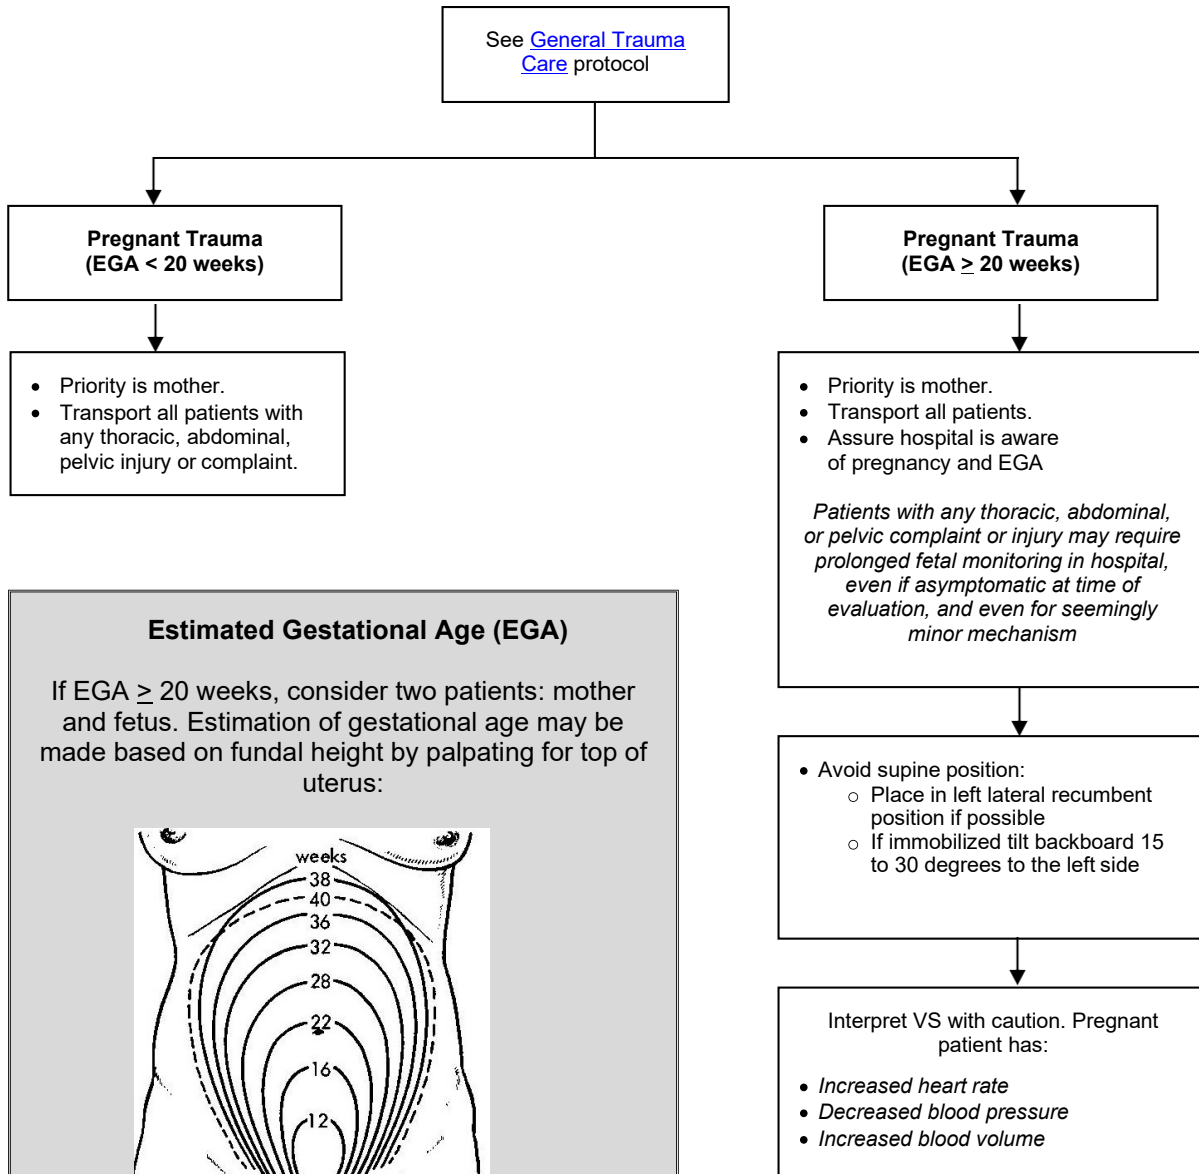 See General Trauma
Care protocol
Pregnant Trauma
(EGA < 20 weeks)
• Priority is mother.
• Transport all patients with
any thoracic, abdominal,
pelvic injury or complaint.
Pregnant Trauma
(EGA ≥ 20 weeks)
• Priority is mother.
• Transport all patients.
• Assure hospital is aware
of pregnancy and EGA
Patients with any thoracic, abdominal,
or pelvic complaint or injury may require
prolonged fetal monitoring in hospital,
even if asymptomatic at time of
evaluation, and even for seemingly
minor mechanism
• Avoid supine position:
○ Place in left lateral recumbent
position if possible
○ If immobilized tilt backboard 15
to 30 degrees to the left side
Interpret VS with caution. Pregnant
patient has:
• Increased heart rate
• Decreased blood pressure
• Increased blood volume
Estimated Gestational Age (EGA)
If EGA ≥ 20 weeks, consider two patients: mother
and fetus. Estimation of gestational age may be
made based on fundal height by palpating for top of
uterus:
weeks
38
40
36
32
28
22
16
12